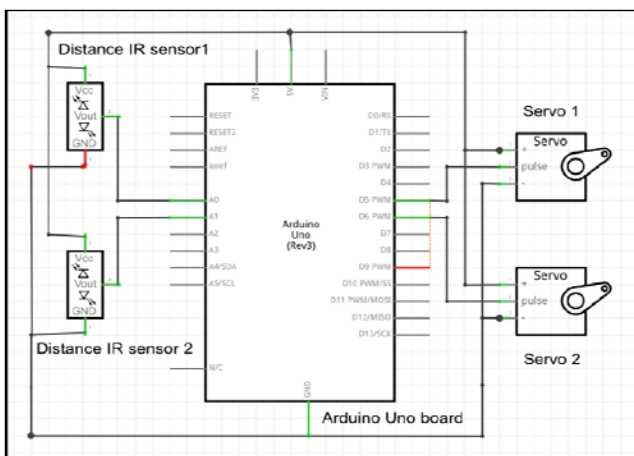 Distance IR sensor1
Vcc
Vout
GND
Vcc
Vout
GND
Distance IR sensor 2
3V3
5V
VIN
RESET
RESET2
AREF
ioref
A0
A1
A2
A3
A4/SDA
A5/SCL
N/C
Arduino
Uno
(Rev3)
D0/RX
D1/TX
D2
D3 PWM
D4
D5 PWM
D6 PWM
D7
D8
D9 PWM
D10 PWM/SS
D11 PWM/MOSI
D12/MISO
D13/SCK
GND
Arduino Uno board
Servo 1
Servo
+
pulse
-
Servo
+
pulse
-
Servo 2